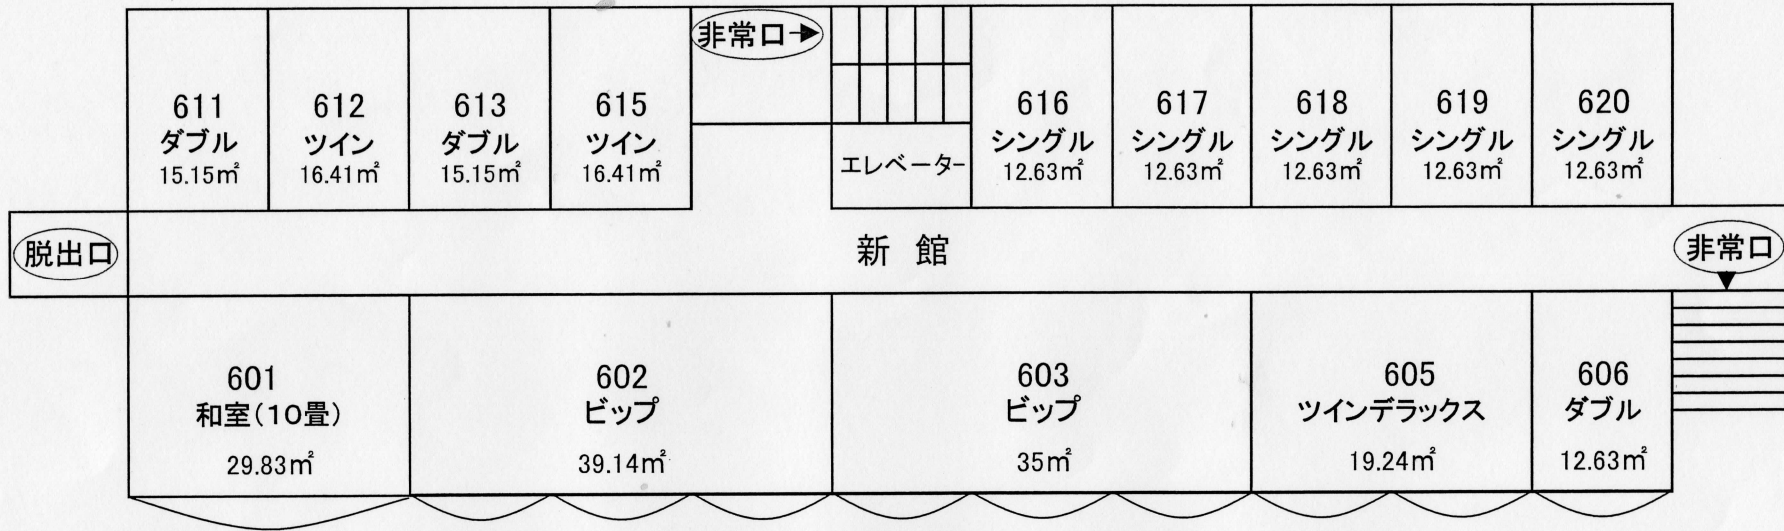 非常口
611
ダブル
15.15㎡
612
ツイン
16.41㎡
613
ダブル
15.15㎡
615
ツイン
16.41㎡
エレベーター
616
シングル
12.63㎡
617
シングル
12.63㎡
618
シングル
12.63㎡
619
シングル
12.63㎡
620
シングル
12.63㎡
脱出口
新館
非常口
601
和室(10畳)
29.83㎡
602
ビップ
39.14㎡
603
ビップ
35㎡
605
ツインデラックス
19.24㎡
606
ダブル
12.63㎡